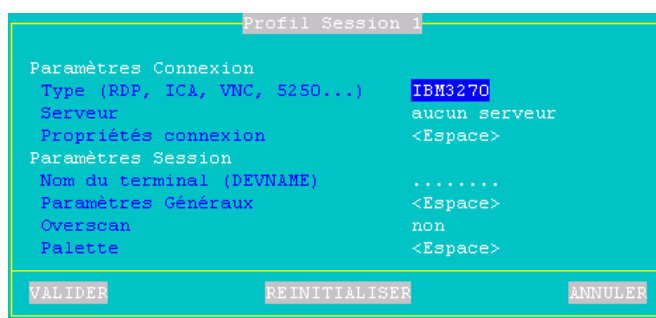 Profil Session 1
Paramètres Connexion
Type (RDP, ICA, VNC, 5250...) IBM3270
Serveur aucun serveur
Propriétés connexion <Espace>
Paramètres Session
Nom du terminal (DEVNAME) ........
Paramètres Généraux <Espace>
Overscan non
Palette <Espace>
VALIDER REINITIALISER ANNULER